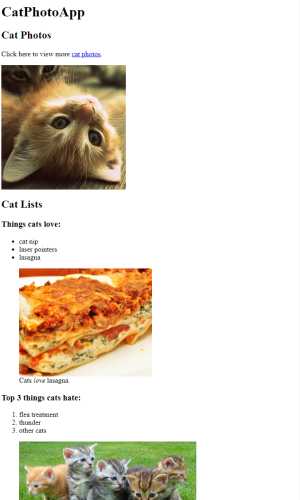 CatPhotoApp
Cat Photos
Click here to view more cat photos.
Cat Lists
Things cats love:
cat nip
laser pointers
lasagna
Cats love lasagna.
Top 3 things cats hate:
1. flea treatment
2. thunder
3. other cats